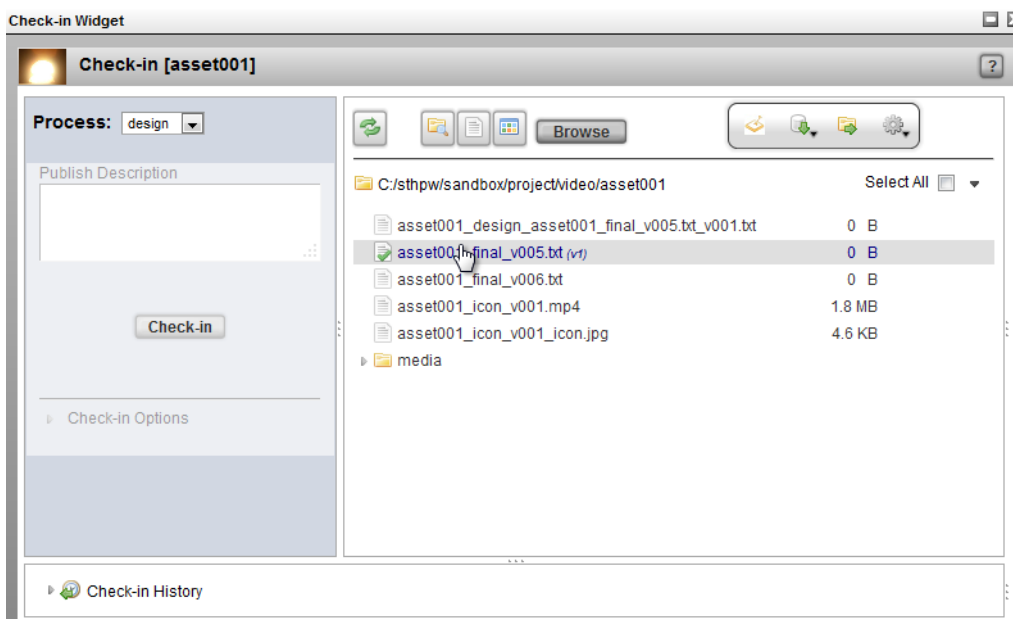 Check-in Widget
Check-in [asset001]
?
Process: design
Browse
Publish Description
C:/sthpw/sandbox/project/video/asset001
Select All
asset001_design_asset001_final_v005.txt_v001.txt 0 B
asset001_final_v005.txt (v1) 0 B
asset001_final_v006.txt 0 B
asset001_icon_v001.mp4 1.8 MB
Check-in
asset001_icon_v001_icon.jpg 4.6 KB
media
Check-in Options
Check-in History